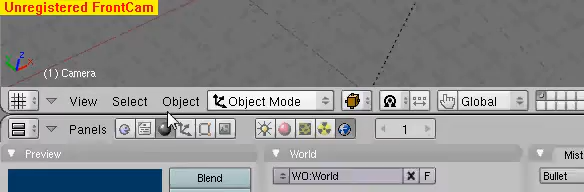 Unregistered FrontCam
(1) Camera
View Select Object Object Mode Global
Panels 1
Preview World Mist
Blend WO:World F Bullet